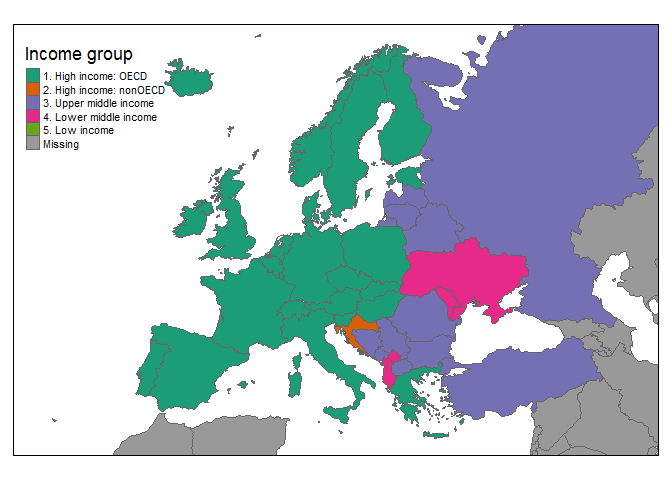 Income group
1. High income: OECD
2. High income: nonOECD
3. Upper middle income
4. Lower middle income
5. Low income
Missing